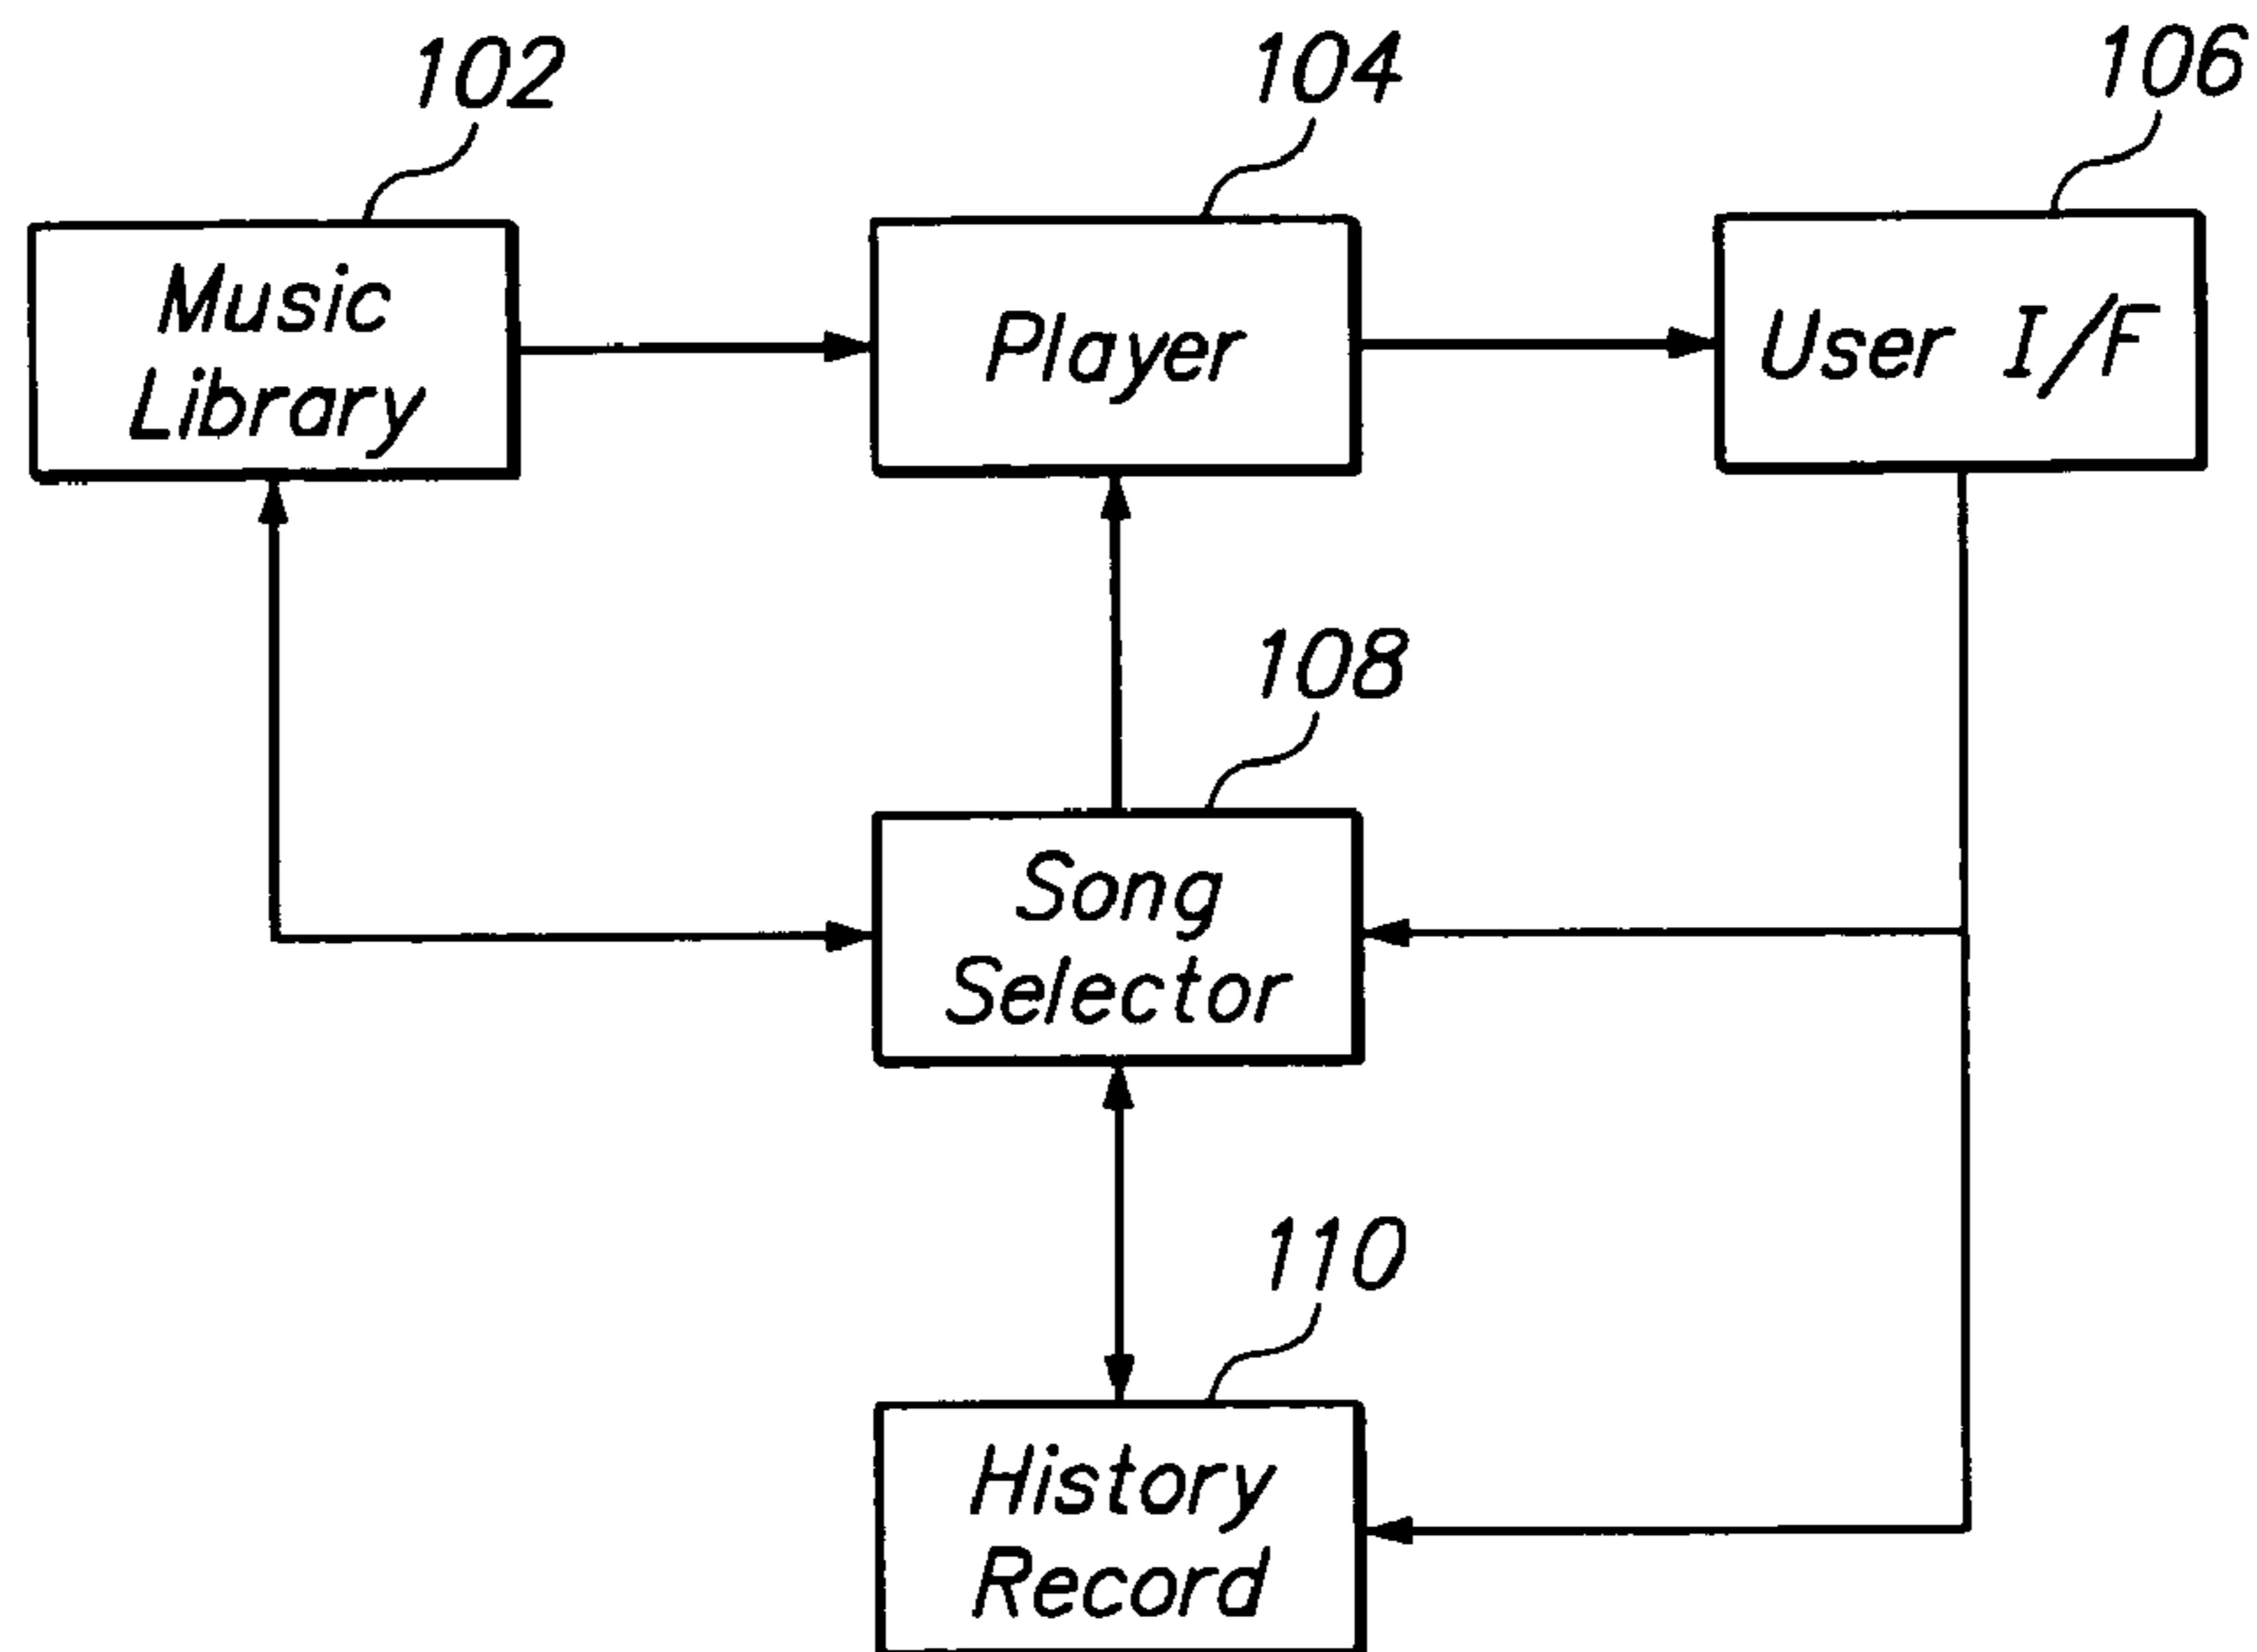 102
104
106
Music
Library
Player
User I/F
108
Song
Selector
110
History
Record